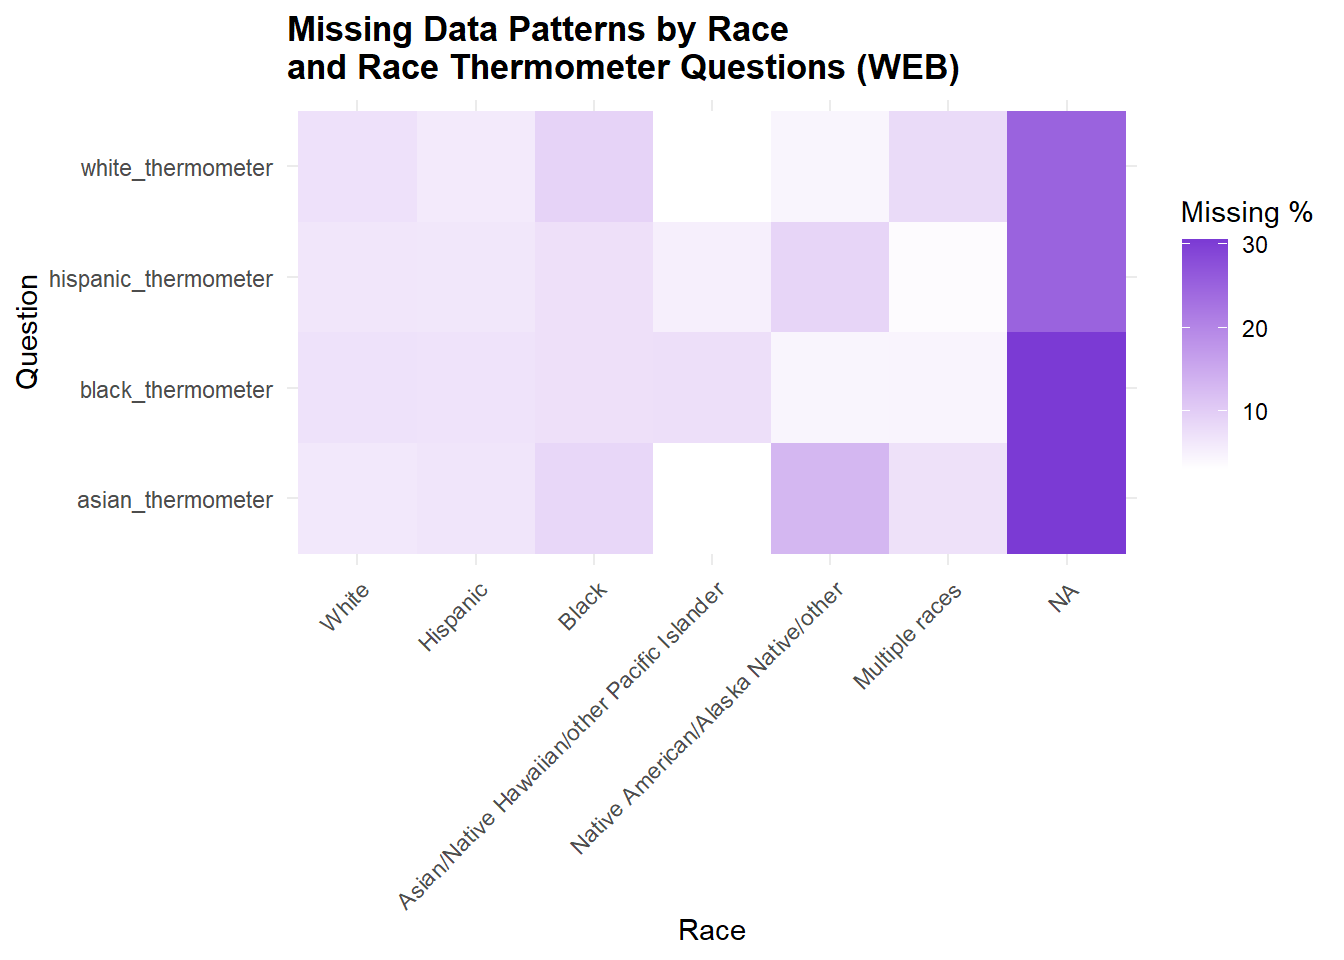 Missing Data Patterns by Race
and Race Thermometer Questions (WEB)
Question
white_thermometer
hispanic_thermometer
black_thermometer
asian_thermometer
White
Hispanic
Black
Asian/Native Hawaiian/other Pacific Islander
Native American/Alaska Native/other
Multiple races
NA
Race
Missing %
30
20
10